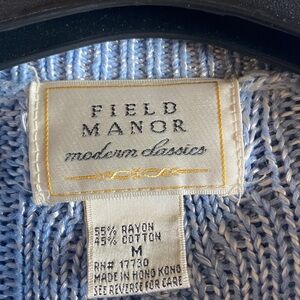 FIELD
MANOR
modern classics
55% RAYON
45% COTTON
M
RN# 17730
MADE IN HONG KONG
SEE REVERSE FOR CARE